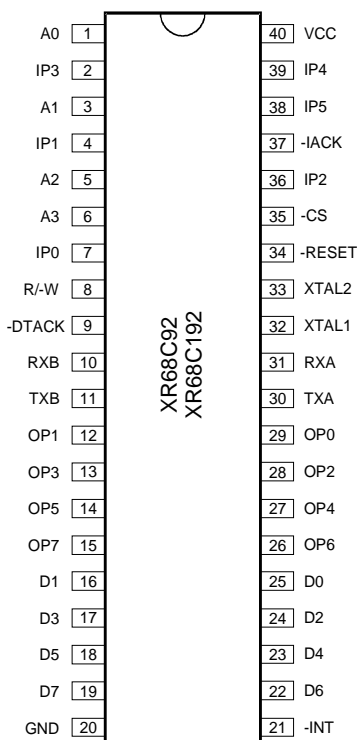 A0 1 40 VCC
IP3 2 39 IP4
A1 3 38 IP5
IP1 4 37 -IACK
A2 5 36 IP2
A3 6 35 -CS
IP0 7 34 -RESET
R/-W 8 33 XTAL2
-DTACK 9 32 XTAL1
RXB 10 31 RXA
TXB 11 30 TXA
OP1 12 29 OP0
OP3 13 28 OP2
OP5 14 27 OP4
OP7 15 26 OP6
D1 16 25 D0
D3 17 24 D2
D5 18 23 D4
D7 19 22 D6
GND 20 21 -INT
XR68C92
XR68C192